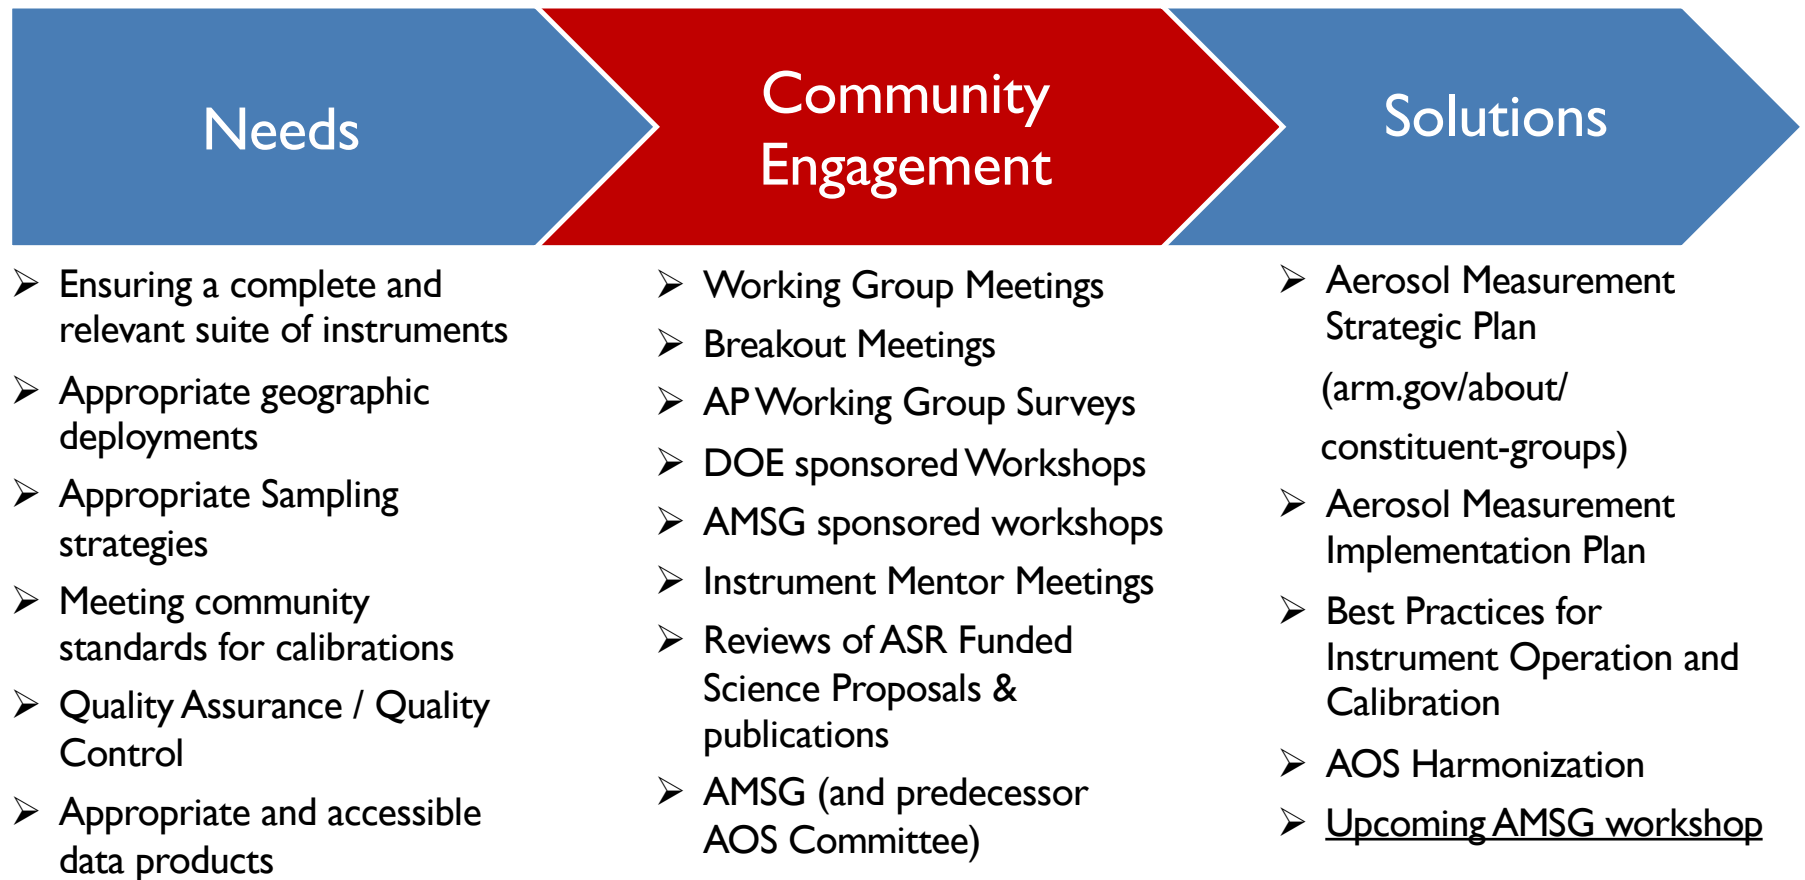 Needs
Community
Engagement
Solutions
➢ Ensuring a complete and
relevant suite of instruments
➢ Appropriate geographic
deployments
➢ Appropriate Sampling
strategies
➢ Meeting community
standards for calibrations
➢ Quality Assurance / Quality
Control
➢ Appropriate and accessible
data products
➢ Working Group Meetings
➢ Breakout Meetings
➢ AP Working Group Surveys
➢ DOE sponsored Workshops
➢ AMSG sponsored workshops
➢ Instrument Mentor Meetings
➢ Reviews of ASR Funded
Science Proposals &
publications
➢ AMSG (and predecessor
AOS Committee)
➢ Aerosol Measurement
Strategic Plan
(arm.gov/about/
constituent-groups)
➢ Aerosol Measurement
Implementation Plan
➢ Best Practices for
Instrument Operation and
Calibration
➢ AOS Harmonization
➢ Upcoming AMSG workshop